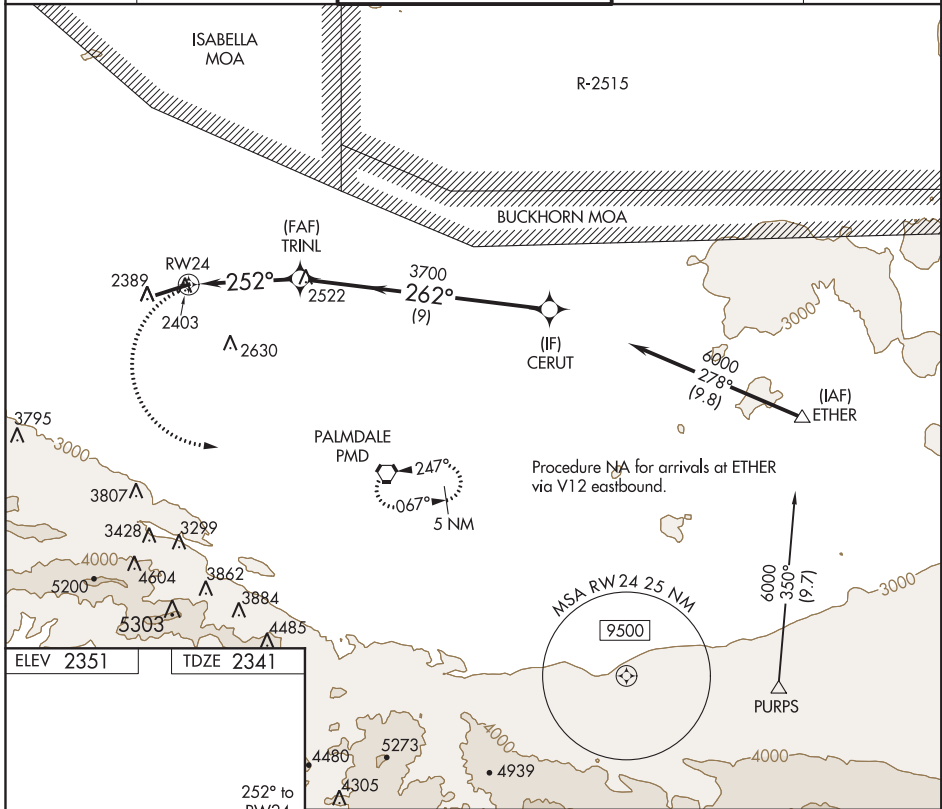 ISABELLA
MOA
R-2515
BUCKHORN MOA
(FAF)
TRINL
RW24
2389
252°
3700
262°
(9)
2522
2403
2630
(IF)
CERUT
3000
6000
278°
(9.8)
(IAF)
ETHER
3795
3000
PALMDALE
PMD
247°
067°
5 NM
Procedure NA for arrivals at ETHER
via V12 eastbound.
3807
3428
3299
4000
4604
5200
3862
3884
5303
4485
6000
350°
(9.7)
3000
MSA RW24 25 NM
9500
PURPS
ELEV 2351
TDZE 2341
4000
4480
5273
4939
4000
4305
252° to
RW24